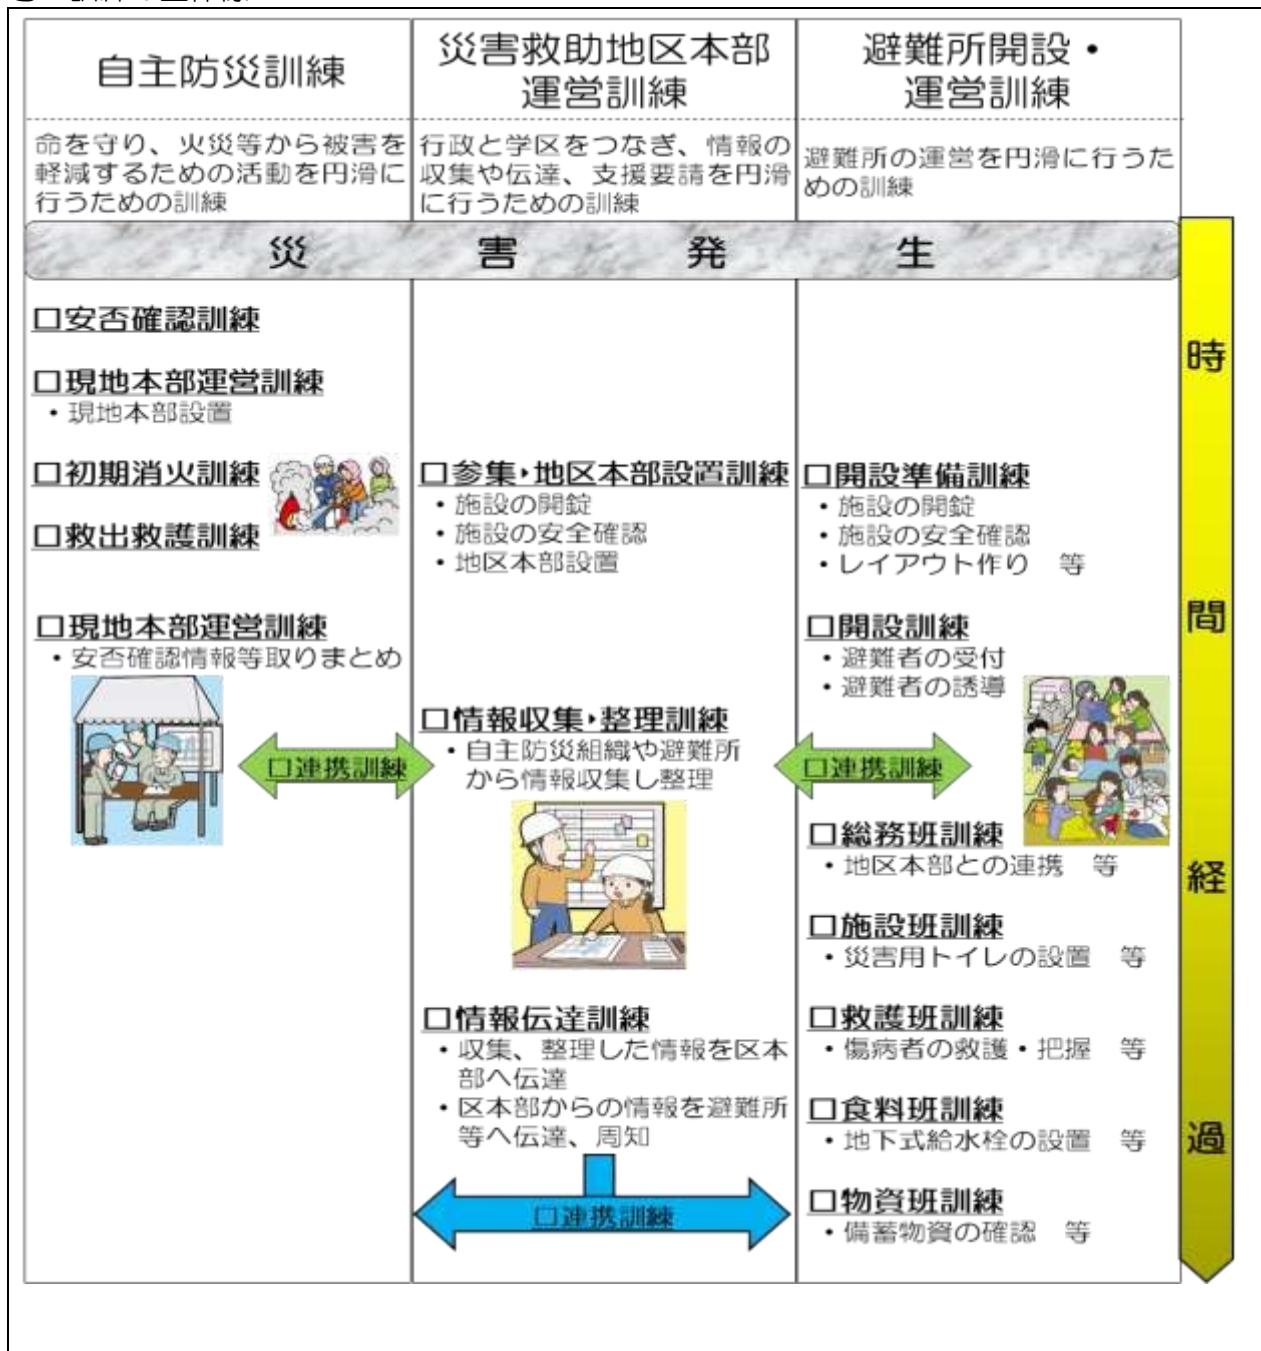 自主防災訓練
命を守り、火災等から被害を
軽減するための活動を円滑に
行うための訓練
災害救助地区本部
運営訓練
行政と学区をつなぎ、情報の
収集や伝達、支援要請を円滑
に行うための訓練
避難所開設・
運営訓練
避難所の運営を円滑に行うた
めの訓練
災害発生
時間経過
□安否確認訓練
□現地本部運営訓練
・現地本部設置
□初期消火訓練
□救出救護訓練
□現地本部運営訓練
・安否確認情報等取りまとめ
□連携訓練
□参集・地区本部設置訓練
・施設の開錠
・施設の安全確認
・地区本部設置
□情報収集・整理訓練
・自主防災組織や避難所
から情報収集し整理
□情報伝達訓練
・収集、整理した情報を区本
部へ伝達
・区本部からの情報を避難所
等へ伝達、周知
□連携訓練
□開設準備訓練
・施設の開錠
・施設の安全確認
・レイアウト作り　等
□開設訓練
・避難者の受付
・避難者の誘導
□連携訓練
□総務班訓練
・地区本部との連携　等
□施設班訓練
・災害用トイレの設置　等
□救護班訓練
・傷病者の救護・把握　等
□食料班訓練
・地下式給水栓の設置　等
□物資班訓練
・備蓄物資の確認　等